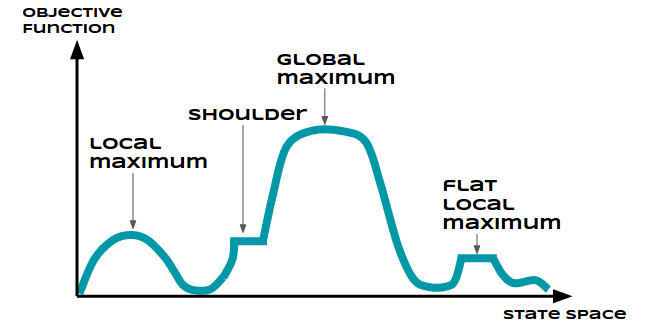 Objective
Function
Global
maximum
Shoulder
Local
maximum
Flat
Local
maximum
State space